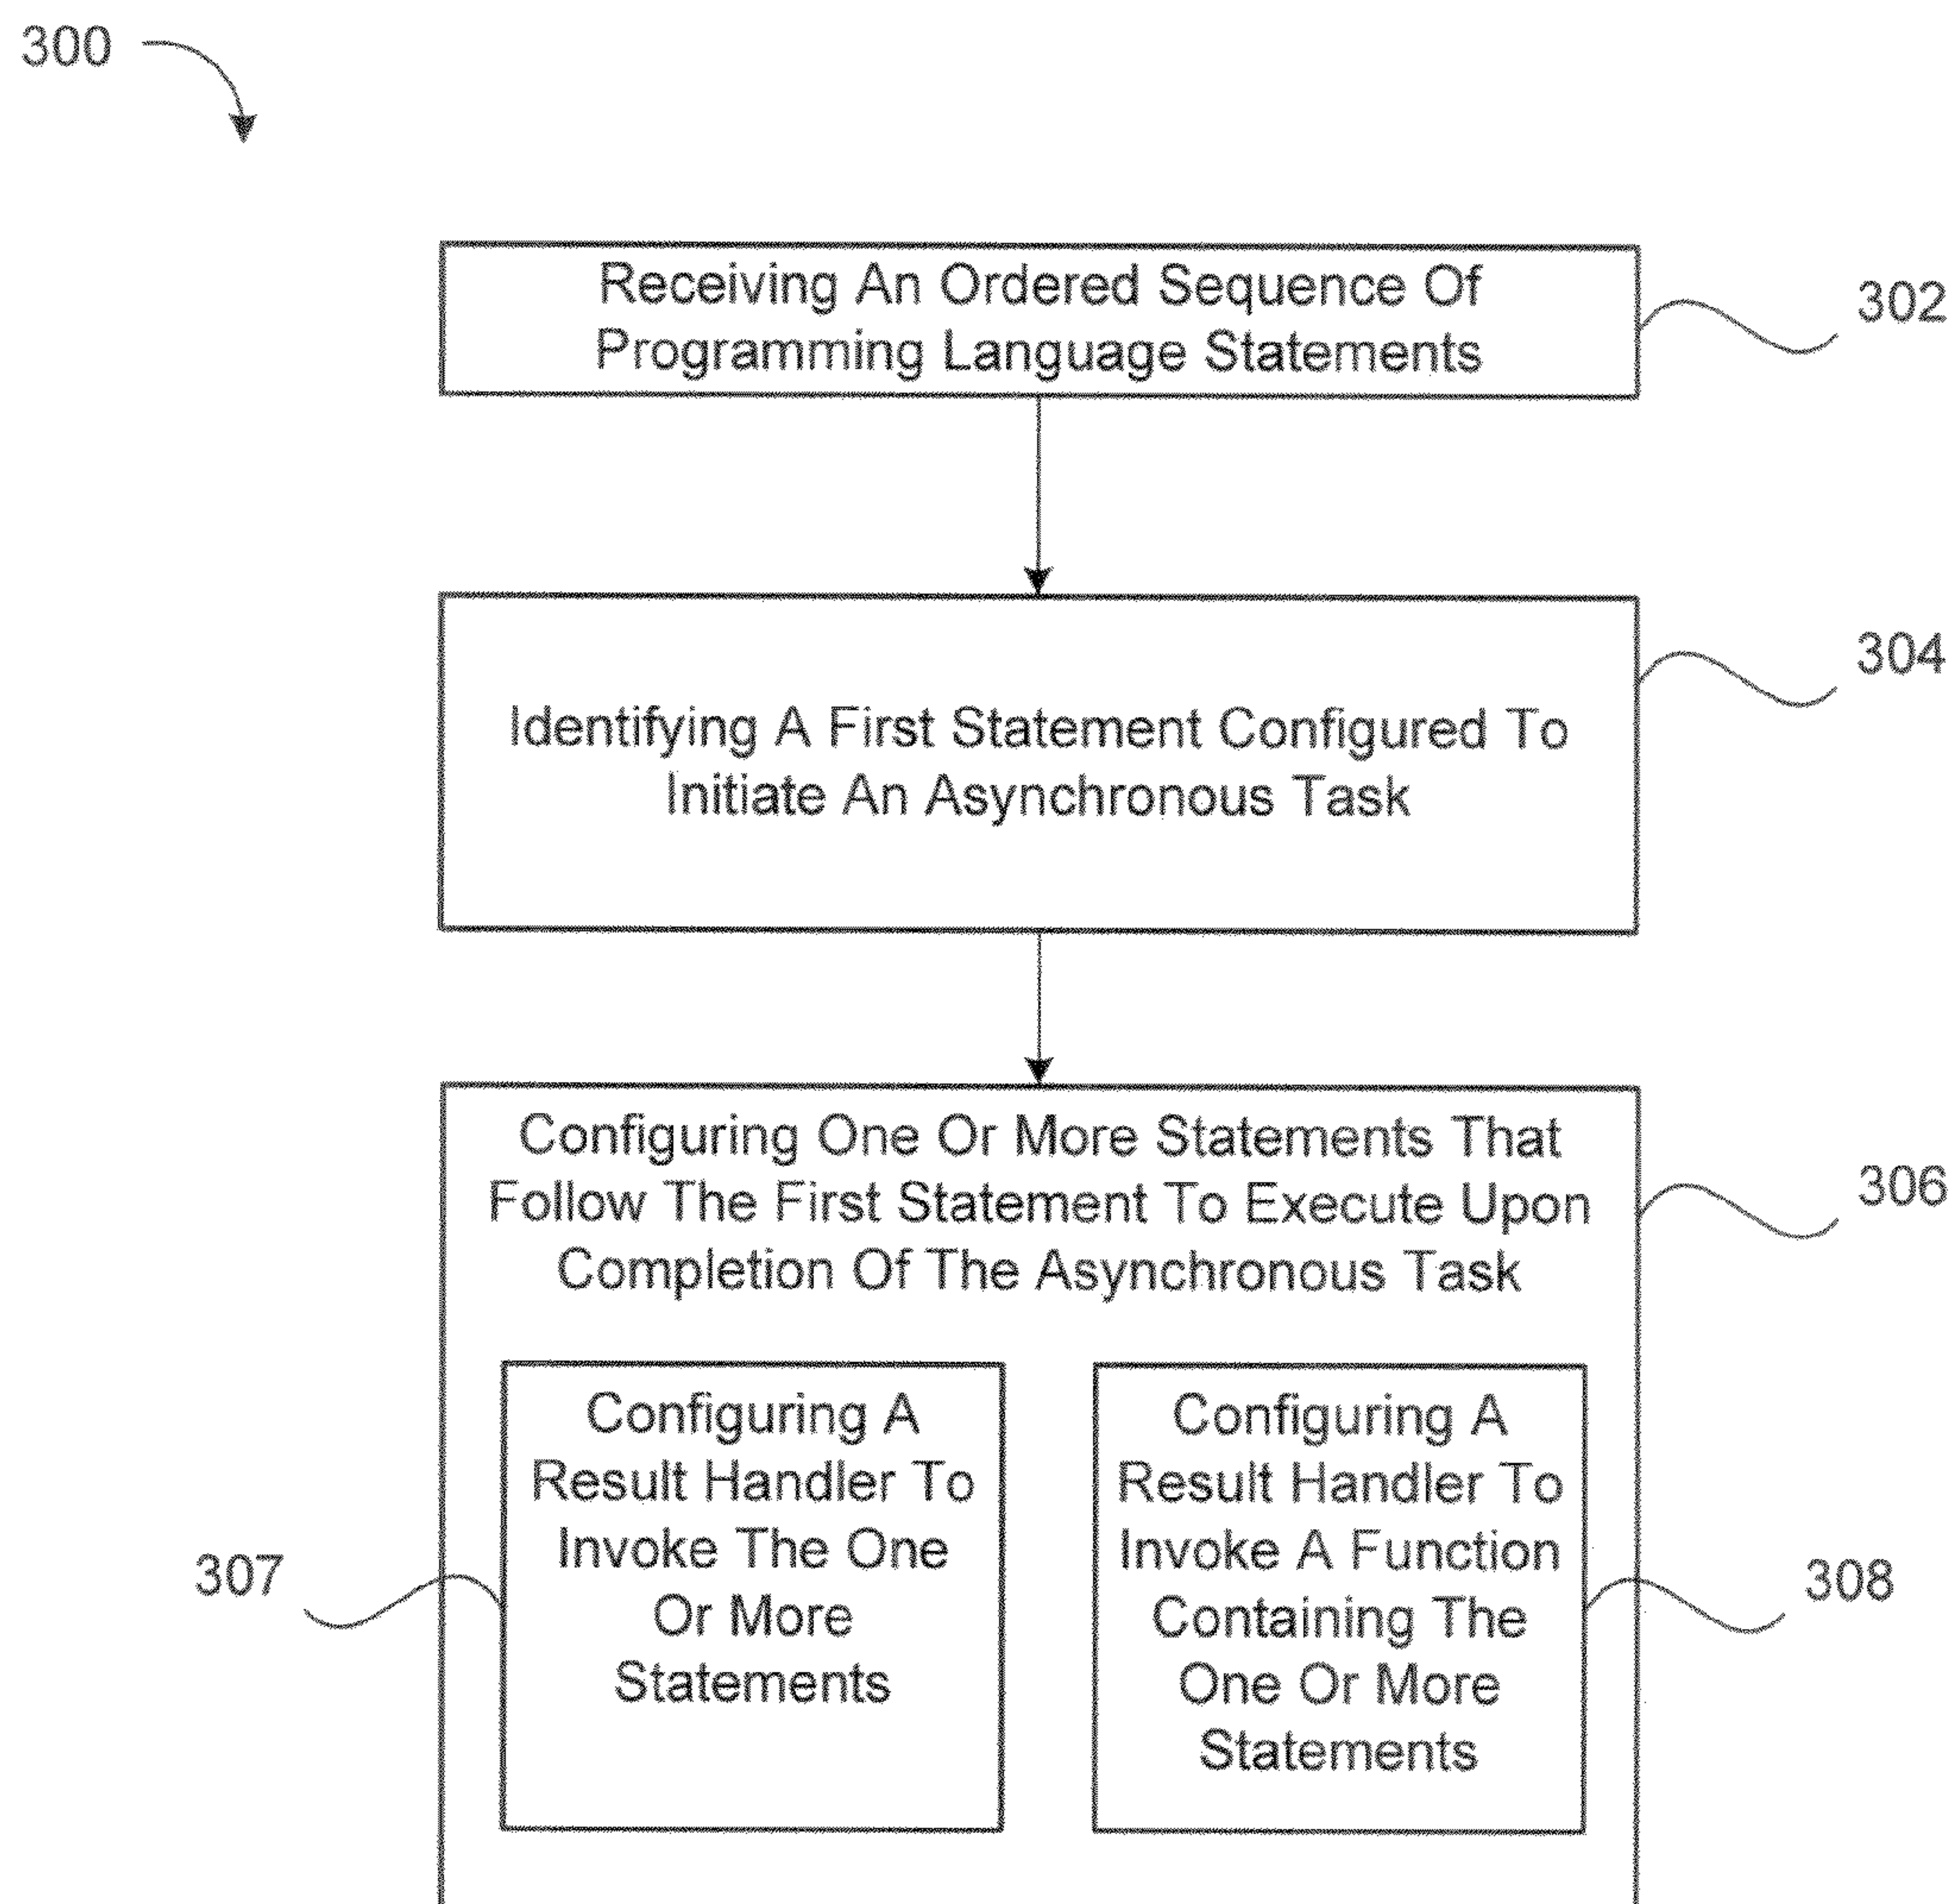 300
Receiving An Ordered Sequence Of
Programming Language Statements
302
Identifying A First Statement Configured To
Initiate An Asynchronous Task
304
Configuring One Or More Statements That
Follow The First Statement To Execute Upon
Completion Of The Asynchronous Task
306
Configuring A
Result Handler To
Invoke The One
Or More
Statements
307
Configuring A
Result Handler To
Invoke A Function
Containing The
One Or More
Statements
308